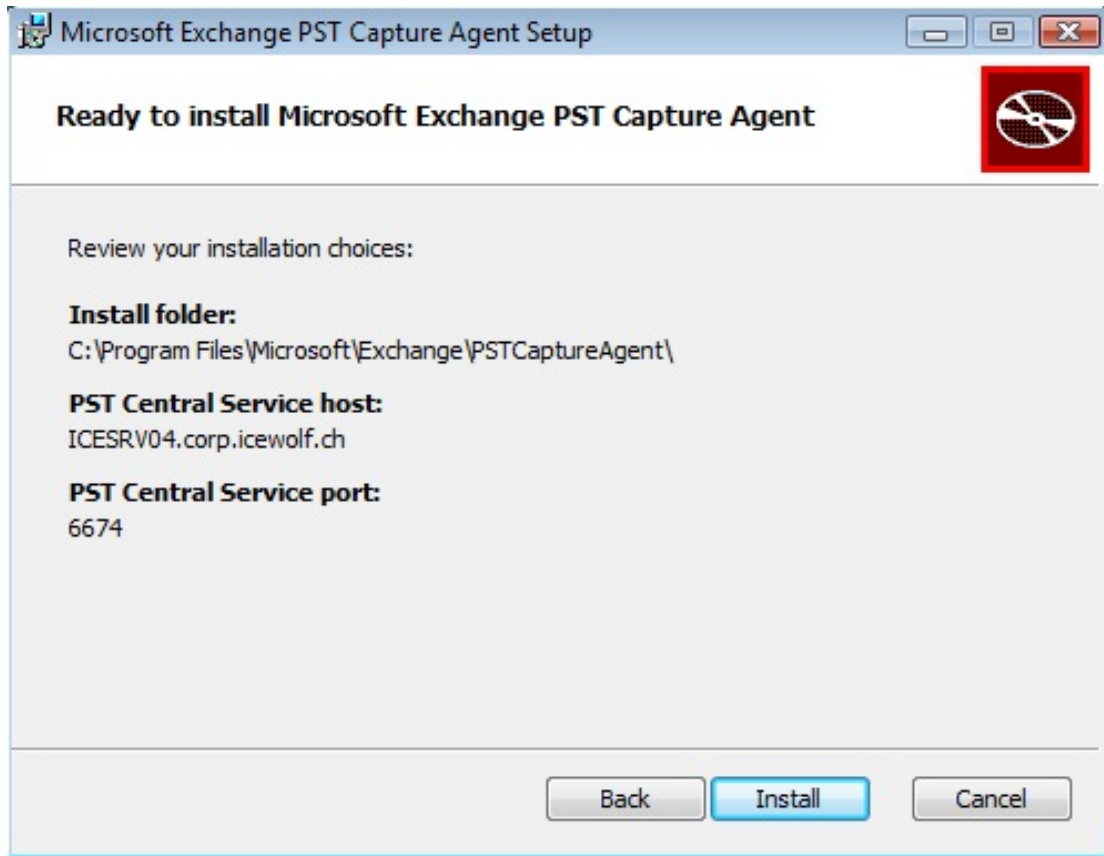 Microsoft Exchange PST Capture Agent Setup
Ready to install Microsoft Exchange PST Capture Agent
Review your installation choices:
Install folder:
C:\Program Files\Microsoft\Exchange\PSTCaptureAgent\
PST Central Service host:
ICESRV04.corp.icewolf.ch
PST Central Service port:
6674
Back Install Cancel